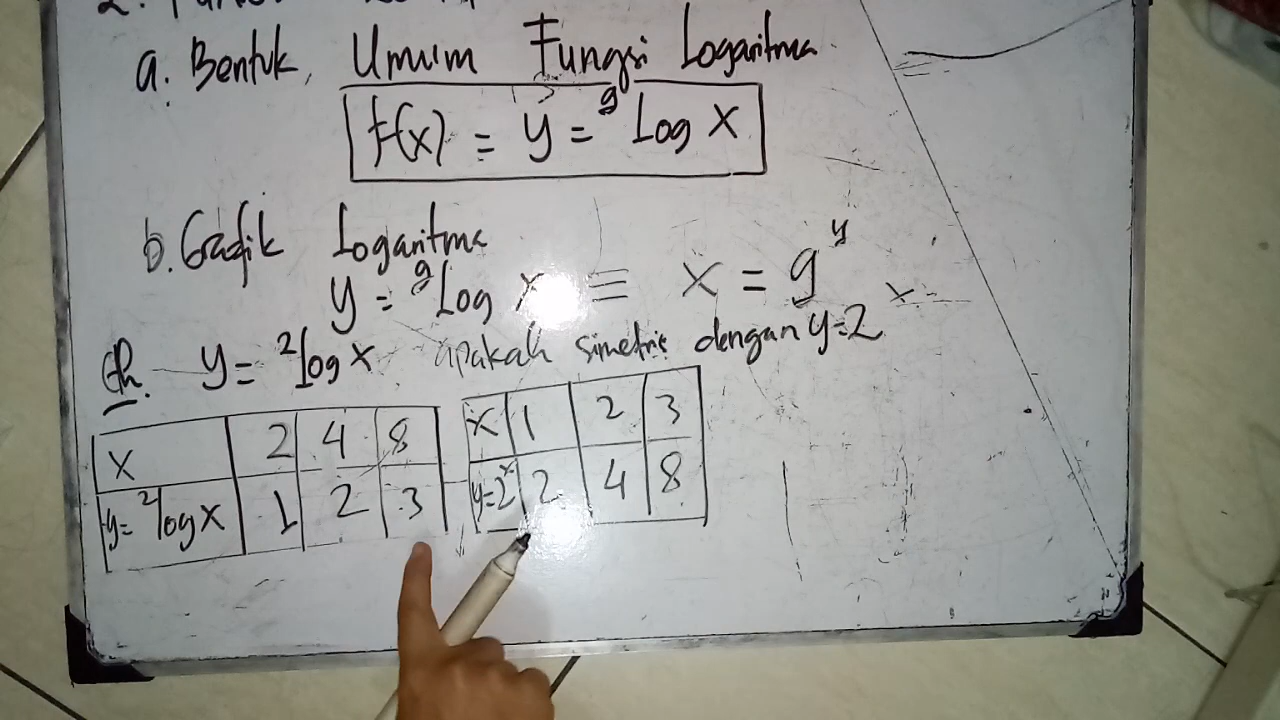 a. Bentuk Umum Fungsi Logaritma
f(x) = y = ᵍLog x
b. Grafik Logaritma
y = ᵍLog x ≡ x = gʸ
Cth. y = ²log x apakah simetris dengan y = 2ˣ
x 2 4 8
y = ²log x 1 2 3
x 1 2 3
y = 2ˣ 2 4 8